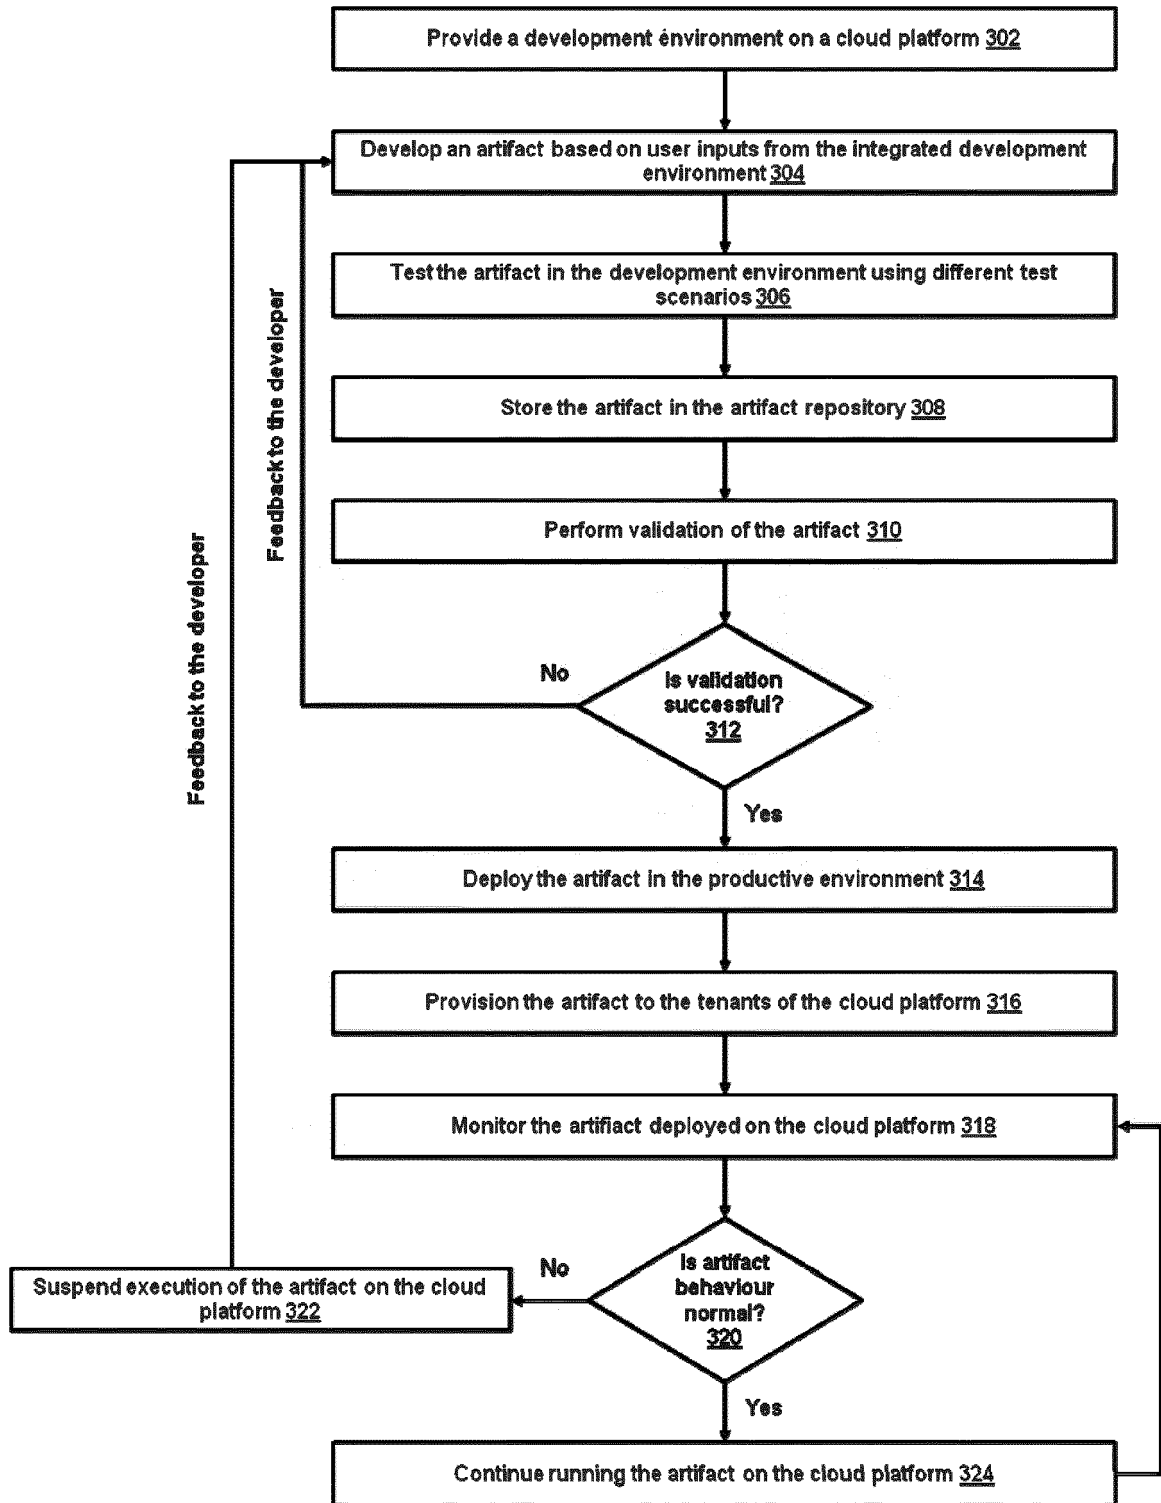 Provide a development environment on a cloud platform 302
Develop an artifact based on user inputs from the integrated development
environment 304
Test the artifact in the development environment using different test
scenarios 306
Feedback to the developer
Store the artifact in the artifact repository 308
Perform validation of the artifact 310
Feedback to the developer
No
Is validation
successful?
312
Yes
Deploy the artifact in the productive environment 314
Provision the artifact to the tenants of the cloud platform 316
Monitor the artifiact deployed on the cloud platform 318
Is artifact
behaviour
normal?
320
No
Suspend execution of the artifact on the cloud
platform 322
Yes
Continue running the artifact on the cloud platform 324